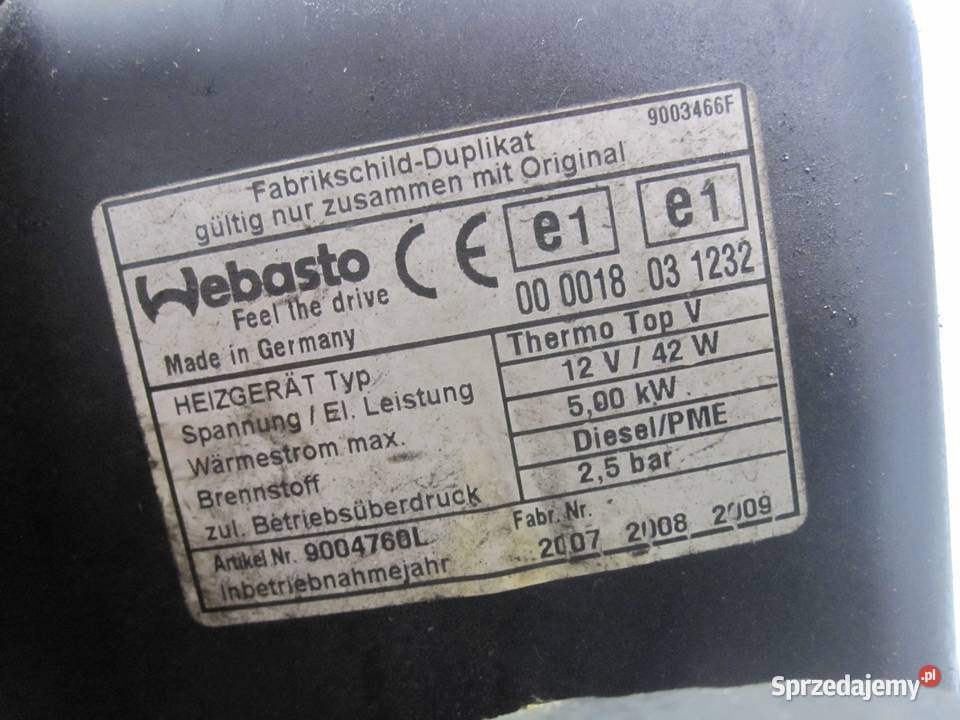 9003466F
Fabrikschild-Duplikat
gültig nur zusammen mit Original
Webasto CE e1 e1
Feel the drive 00 0018 03 1232
Made in Germany
HEIZGERÄT Typ Thermo Top V
Spannung / El. Leistung 12 V / 42 W
Wärmestrom max. 5,00 kW
Brennstoff Diesel/PME
zul. Betriebsüberdruck 2,5 bar
Artikel Nr. 9004760L Fabr. Nr.
Inbetriebnahmejahr 2007 2008 2009
Sprzedajemy.pl